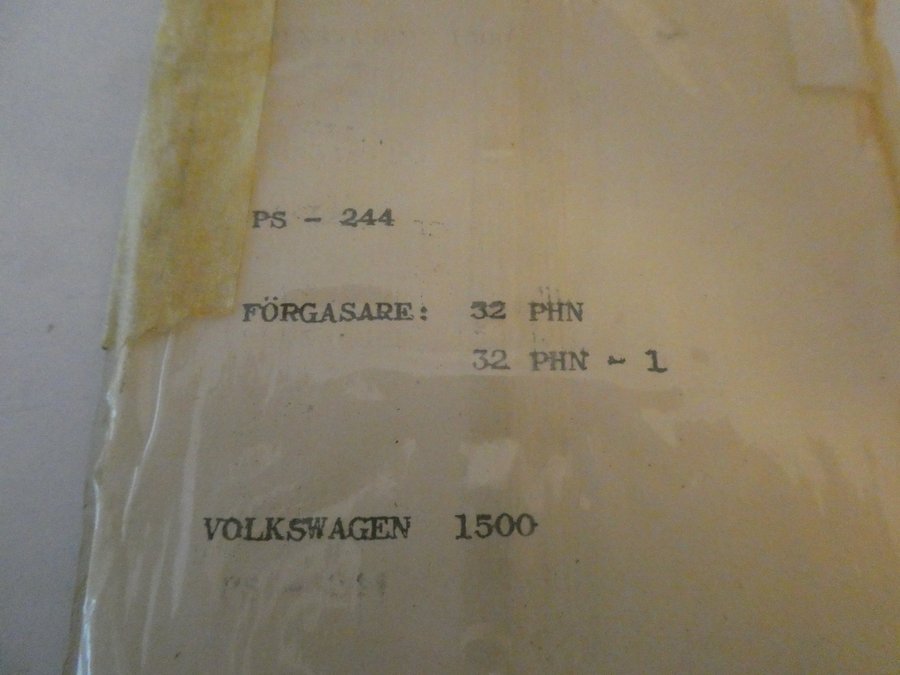 PS - 244
FÖRGASARE: 32 PHN
32 PHN - 1
VOLKSWAGEN 1500